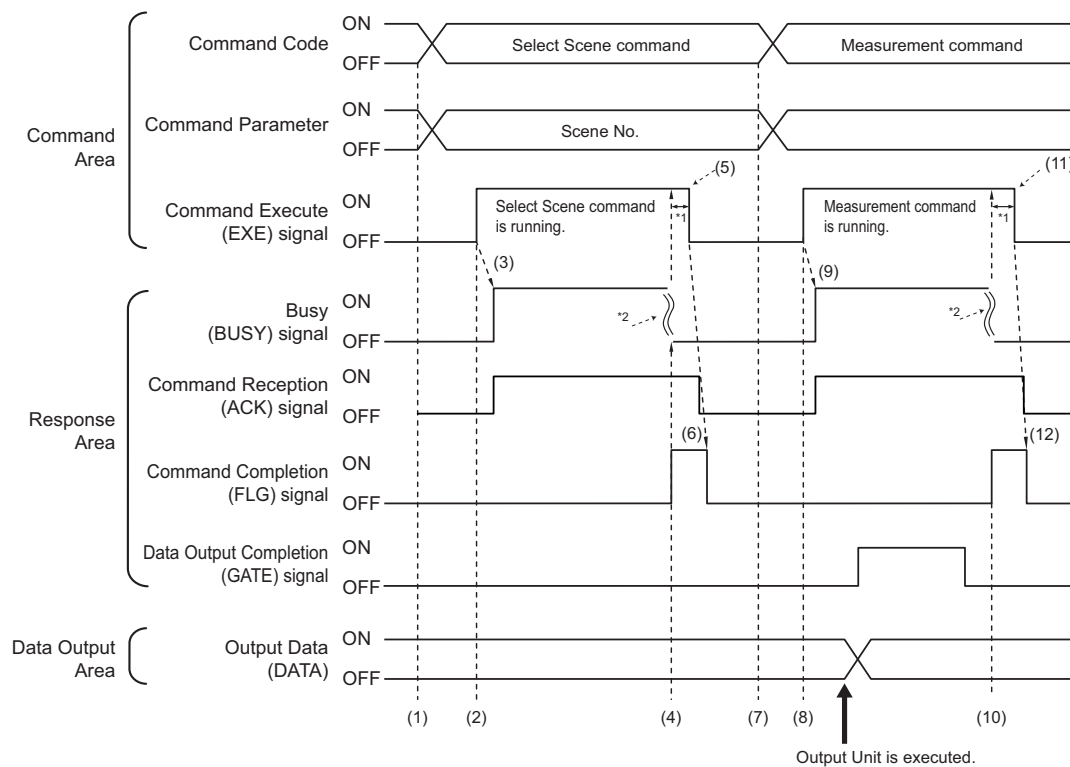 Command
Area
Command Code
ON
OFF
Select Scene command
Measurement command
Command Parameter
ON
OFF
Scene No.
Command Execute
(EXE) signal
ON
OFF
Select Scene command
is running.
*1
(5)
Measurement command
is running.
*1
(11)
Response
Area
Busy
(BUSY) signal
ON
OFF
(3)
*2
(9)
*2
Command Reception
(ACK) signal
ON
OFF
Command Completion
(FLG) signal
ON
OFF
(6)
(12)
Data Output Completion
(GATE) signal
ON
OFF
Data Output
Area
Output Data
(DATA)
ON
OFF
(1)
(2)
(4)
(7)
(8)
(10)
Output Unit is executed.